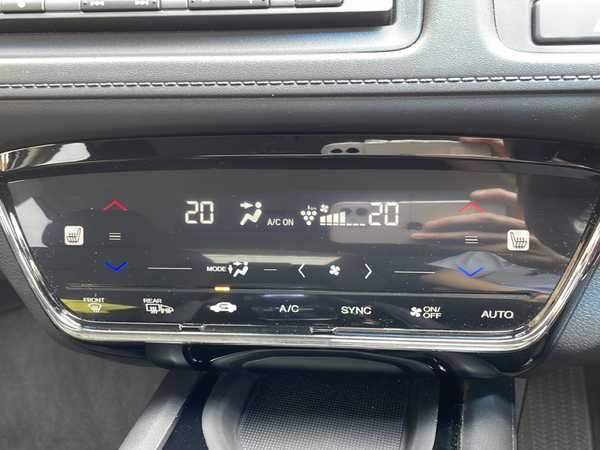 20 A/C ON 20
MODE
FRONT REAR A/C SYNC ON/ AUTO
OFF